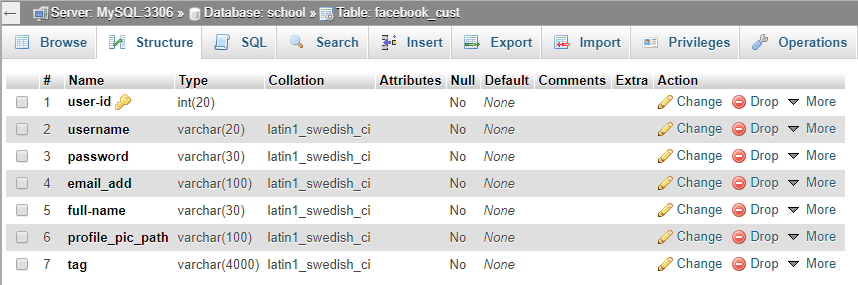 ← Server: MySQL:3306 » Database: school » Table: facebook_cust
Browse Structure SQL Search Insert Export Import Privileges Operations
# Name Type Collation Attributes Null Default Comments Extra Action
1 user-id int(20) No None Change Drop More
2 username varchar(20) latin1_swedish_ci No None Change Drop More
3 password varchar(30) latin1_swedish_ci No None Change Drop More
4 email_add varchar(100) latin1_swedish_ci No None Change Drop More
5 full-name varchar(30) latin1_swedish_ci No None Change Drop More
6 profile_pic_path varchar(100) latin1_swedish_ci No None Change Drop More
7 tag varchar(4000) latin1_swedish_ci No None Change Drop More